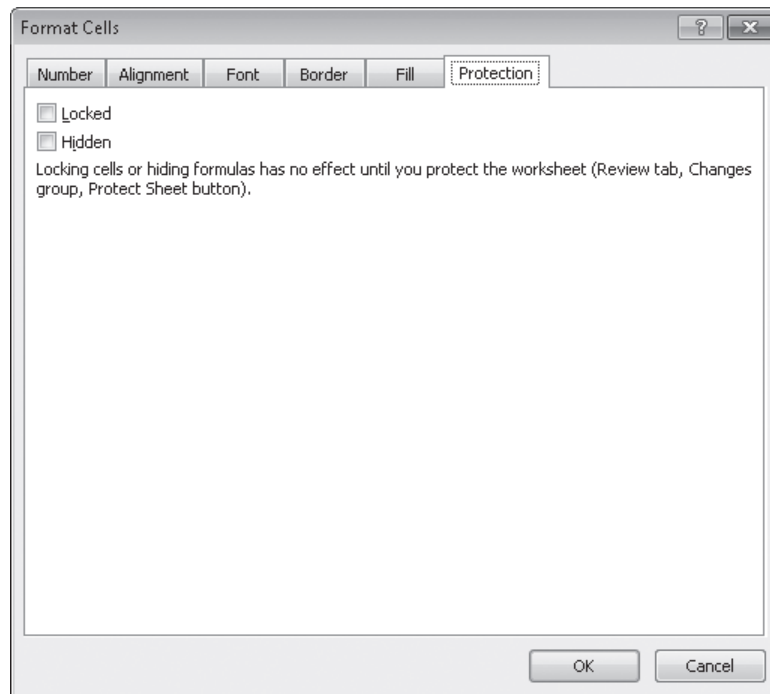 Format Cells
Number Alignment Font Border Fill Protection
Locked
Hidden
Locking cells or hiding formulas has no effect until you protect the worksheet (Review tab, Changes
group, Protect Sheet button).
OK Cancel